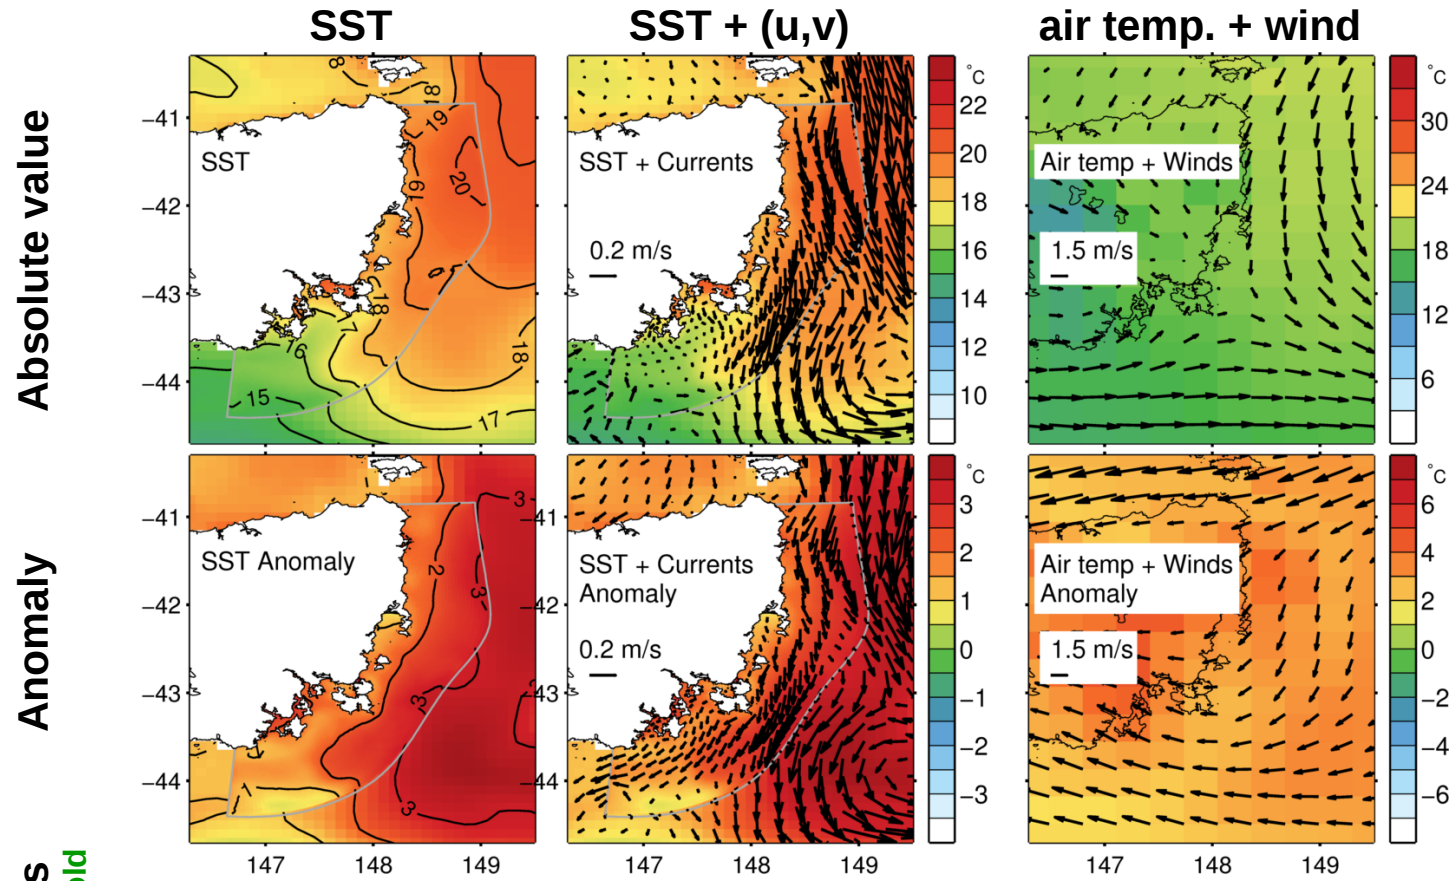 SST
SST + (u,v)
air temp. + wind
Absolute value
−41
−42
−43
−44
SST
8
18
19
19
20
18
16
15
18
17
SST + Currents
0.2 m/s
°C
22
20
18
16
14
12
10
Air temp + Winds
1.5 m/s
°C
30
24
18
12
6
Anomaly
−41
−42
−43
−44
SST Anomaly
3
2
3
3
3
1
1
147
148
149
−41
−42
−43
−44
SST + Currents
Anomaly
0.2 m/s
147
148
149
°C
3
2
1
0
−1
−2
−3
Air temp + Winds
Anomaly
1.5 m/s
147
148
149
°C
6
4
2
0
−2
−4
−6
s
old